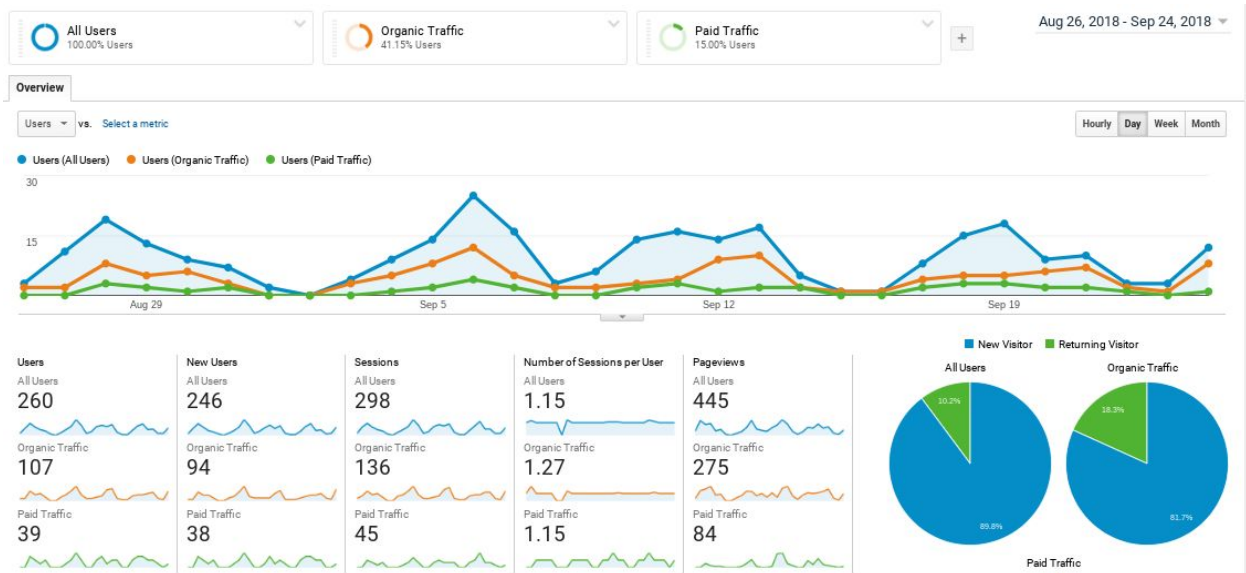 All Users
100.00% Users
Organic Traffic
41.15% Users
Paid Traffic
15.00% Users
+
Aug 26, 2018 - Sep 24, 2018
Overview
Users vs. Select a metric
Hourly Day Week Month
Users (All Users) Users (Organic Traffic) Users (Paid Traffic)
30
15
Aug 29 Sep 5 Sep 12 Sep 19
New Visitor Returning Visitor
Users
All Users
260
Organic Traffic
107
Paid Traffic
39
New Users
All Users
246
Organic Traffic
94
Paid Traffic
38
Sessions
All Users
298
Organic Traffic
136
Paid Traffic
45
Number of Sessions per User
All Users
1.15
Organic Traffic
1.27
Paid Traffic
1.15
Pageviews
All Users
445
Organic Traffic
275
Paid Traffic
84
All Users
10.2%
89.8%
Organic Traffic
18.3%
81.7%
Paid Traffic